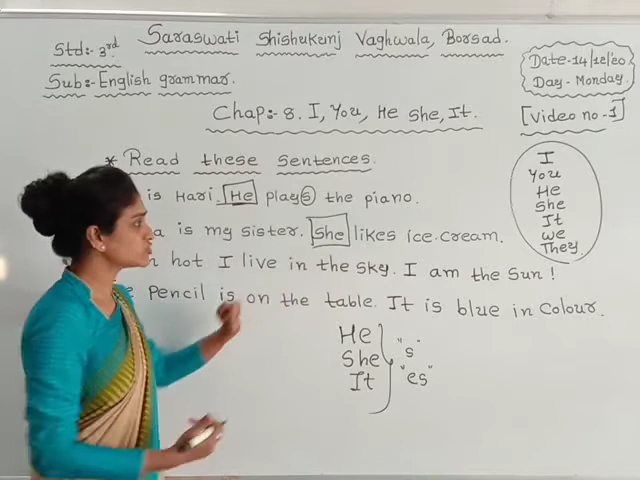 Std:- 3rd
Saraswati Shishukunj Vaghwala, Borsad.
Sub:- English grammar.
Date-14/12/20
Day-Monday.
Chap:- 8. I, You, He She, It.
[Video no-1]
* Read these Sentences.
is Hari. He plays the piano.
is my sister. She likes ice.cream.
hot I live in the sky. I am the Sun!
Pencil is on the table. It is blue in Colour.
I
You
He
She
It
We
They
He
She
It
"s"
"es"